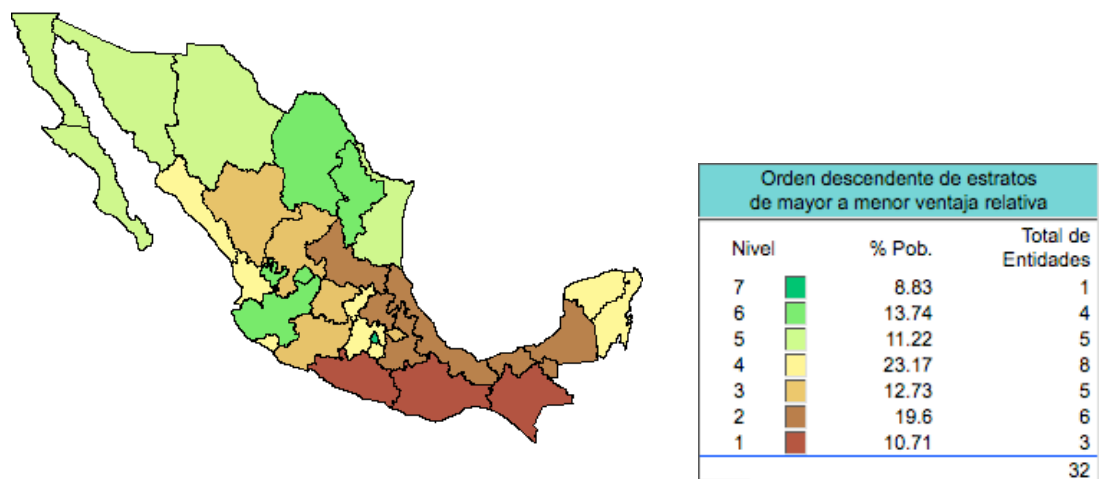 Orden descendente de estratos
de mayor a menor ventaja relativa
Nivel % Pob. Total de Entidades
7 8.83 1
6 13.74 4
5 11.22 5
4 23.17 8
3 12.73 5
2 19.6 6
1 10.71 3
32